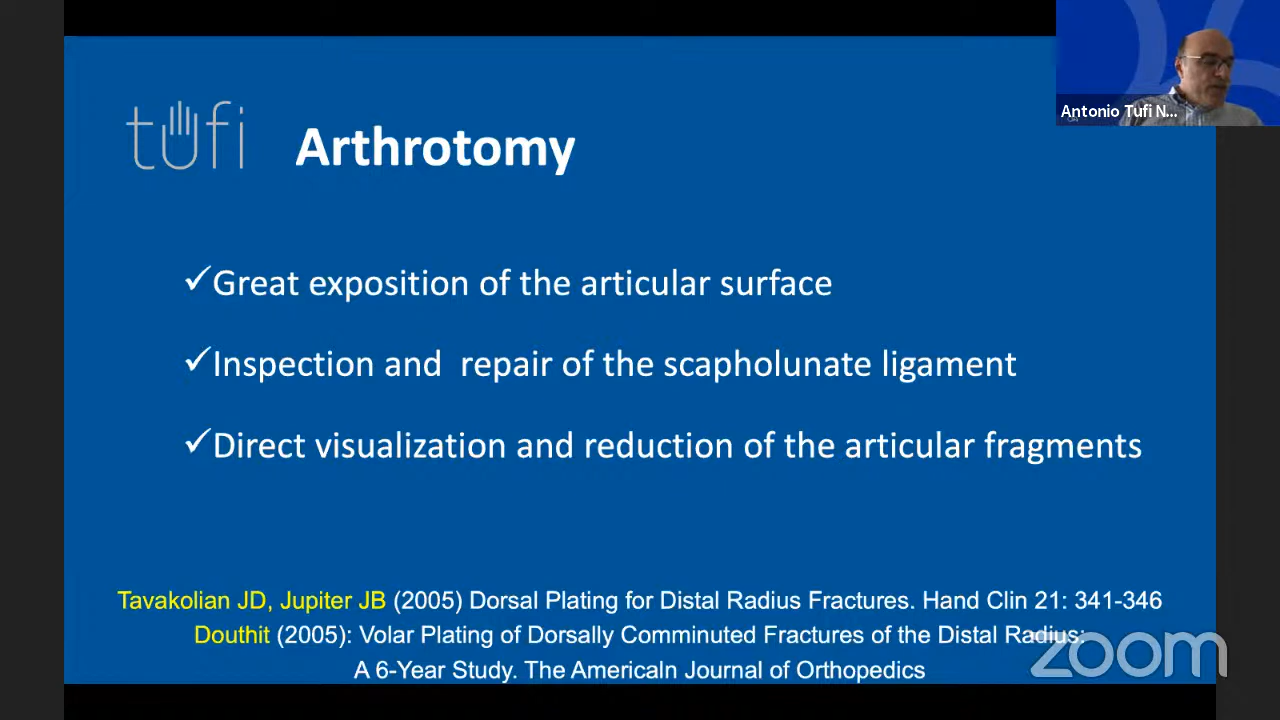 tufi
Arthrotomy
Antonio Tufi N...
✓Great exposition of the articular surface
✓Inspection and  repair of the scapholunate ligament
✓Direct visualization and reduction of the articular fragments
Tavakolian JD, Jupiter JB (2005) Dorsal Plating for Distal Radius Fractures. Hand Clin 21: 341-346
Douthit (2005): Volar Plating of Dorsally Comminuted Fractures of the Distal Radius:
A 6-Year Study. The Americaln Journal of Orthopedics
zoom